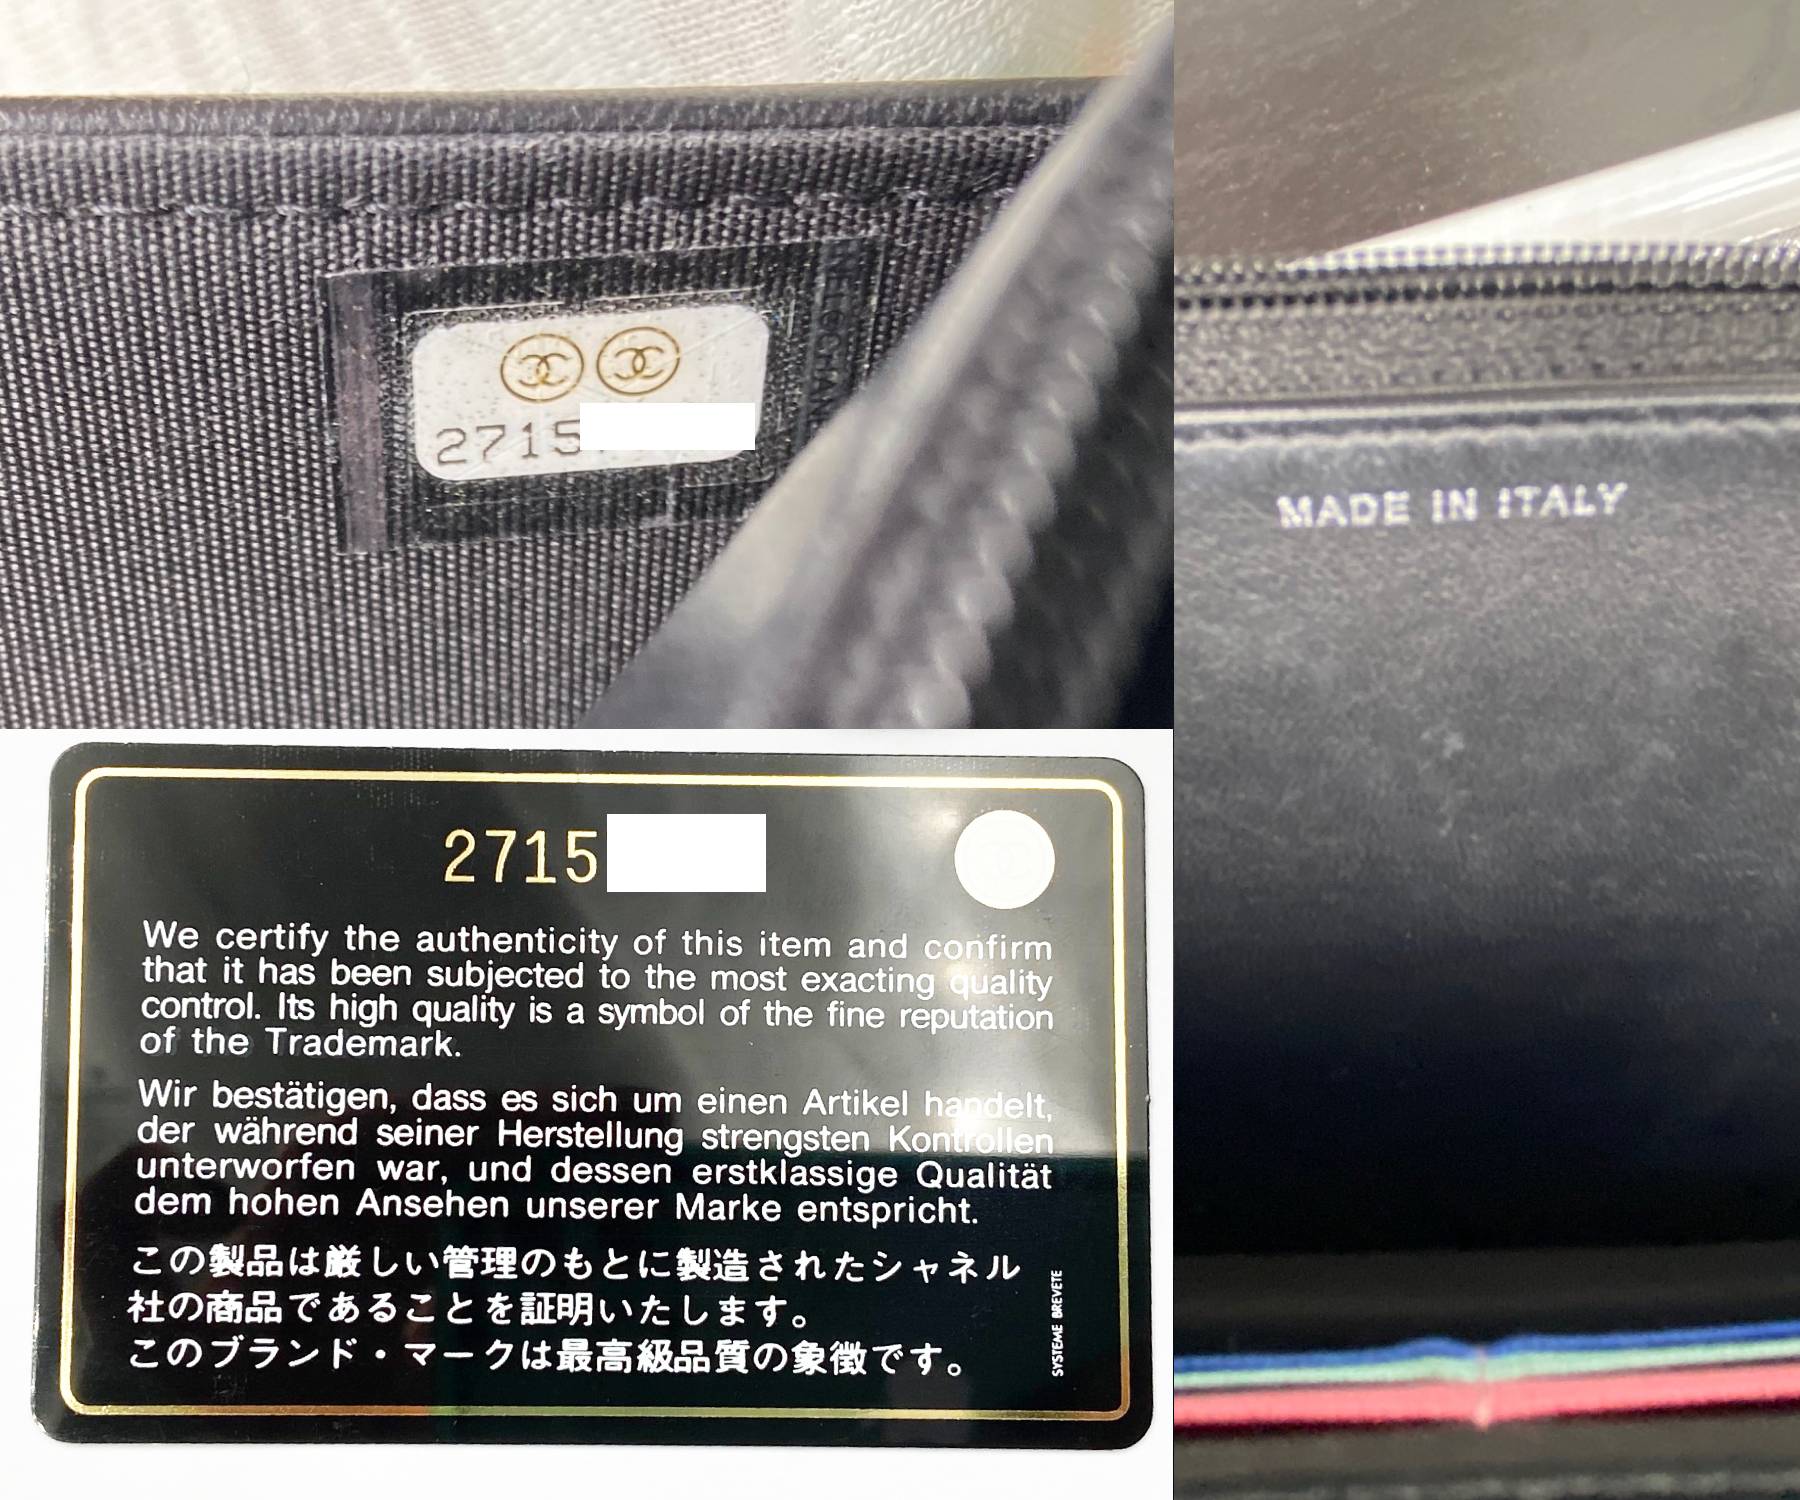 2715
MADE IN ITALY
2715
We certify the authenticity of this item and confirm
that it has been subjected to the most exacting quality
control. Its high quality is a symbol of the fine reputation
of the Trademark.
Wir bestätigen, dass es sich um einen Artikel handelt,
der während seiner Herstellung strengsten Kontrollen
unterworfen war, und dessen erstklassige Qualität
dem hohen Ansehen unserer Marke entspricht.
この製品は厳しい管理のもとに製造されたシャネル
社の商品であることを証明いたします。
このブランド・マークは最高級品質の象徴です。
SYSTEME BREVETE